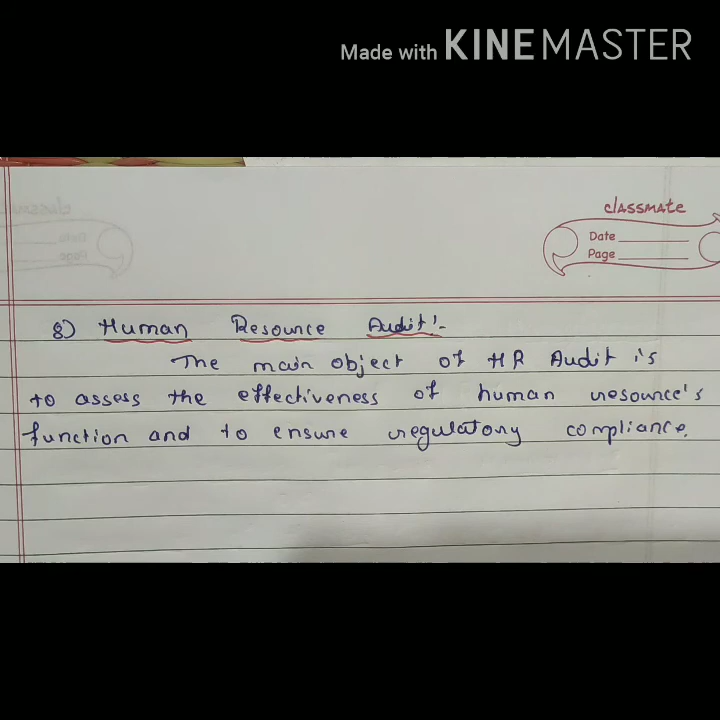 Made with KINEMASTER
classmate
Date
Page
8) Human Resource Audit:-
The main object of HR Audit is
to assess the effectiveness of human resource's
function and to ensure regulatory compliance.